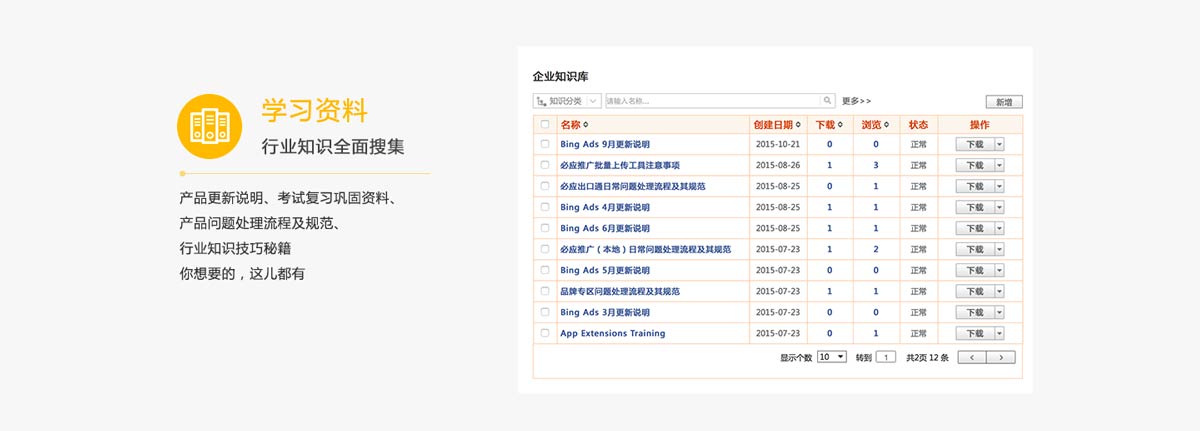 学习资料
行业知识全面搜集
产品更新说明、考试复习巩固资料、
产品问题处理流程及规范、
行业知识技巧秘籍
你想要的，这儿都有
企业知识库
知识分类 请输入名称... 更多>> 新增
名称 创建日期 下载 浏览 状态 操作
Bing Ads 9月更新说明 2015-10-21 0 0 正常 下载
必应推广批量上传工具注意事项 2015-08-26 1 3 正常 下载
必应出口通日常问题处理流程及其规范 2015-08-25 0 1 正常 下载
Bing Ads 4月更新说明 2015-08-25 1 1 正常 下载
Bing Ads 6月更新说明 2015-08-25 1 1 正常 下载
必应推广（本地）日常问题处理流程及其规范 2015-07-23 1 2 正常 下载
Bing Ads 5月更新说明 2015-07-23 0 0 正常 下载
品牌专区问题处理流程及其规范 2015-07-23 1 1 正常 下载
Bing Ads 3月更新说明 2015-07-23 0 0 正常 下载
App Extensions Training 2015-07-23 0 1 正常 下载
显示个数 10 转到 1 共2页 12 条 < >